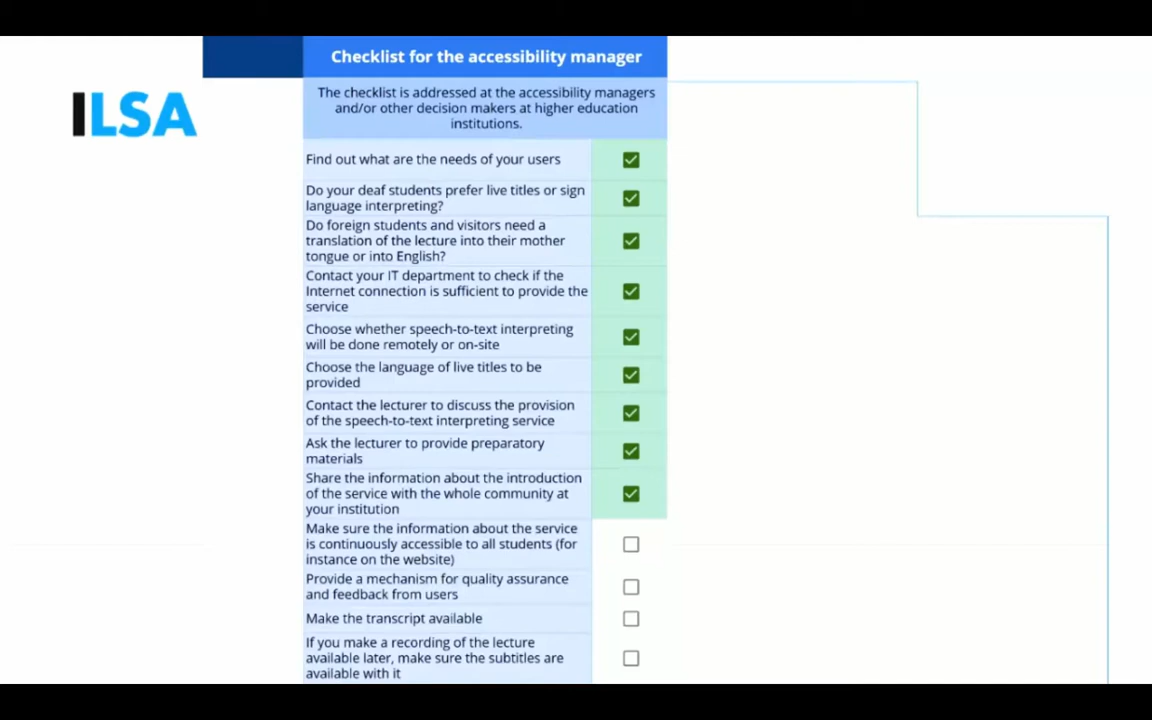 Checklist for the accessibility manager
ILSA
The checklist is addressed at the accessibility managers
and/or other decision makers at higher education
institutions.
Find out what are the needs of your users
Do your deaf students prefer live titles or sign
language interpreting?
Do foreign students and visitors need a
translation of the lecture into their mother
tongue or into English?
Contact your IT department to check if the
Internet connection is sufficient to provide the
service
Choose whether speech-to-text interpreting
will be done remotely or on-site
Choose the language of live titles to be
provided
Contact the lecturer to discuss the provision
of the speech-to-text interpreting service
Ask the lecturer to provide preparatory
materials
Share the information about the introduction
of the service with the whole community at
your institution
Make sure the information about the service
is continuously accessible to all students (for
instance on the website)
Provide a mechanism for quality assurance
and feedback from users
Make the transcript available
If you make a recording of the lecture
available later, make sure the subtitles are
available with it